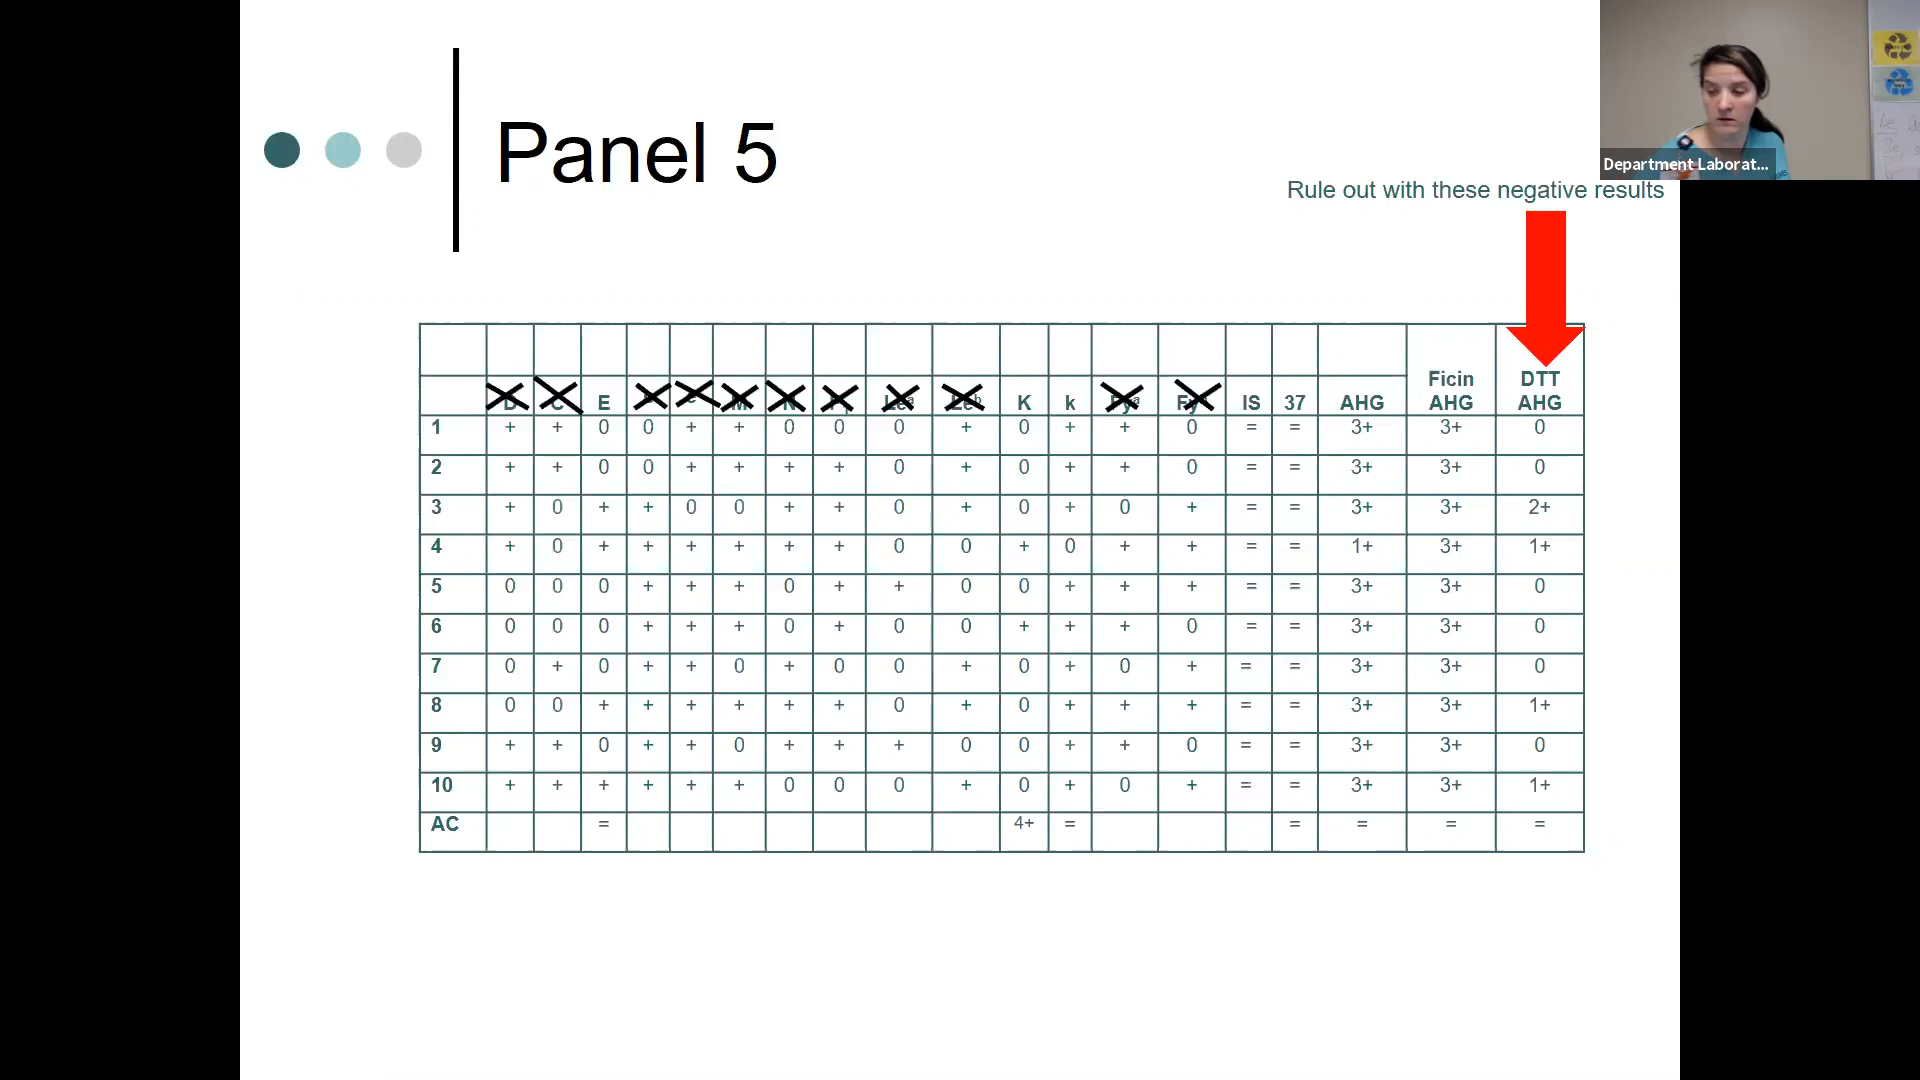 Panel 5
Department Laborat...
Rule out with these negative results
E K k IS 37 AHG Ficin AHG DTT AHG
1 + + 0 0 + + 0 0 0 + 0 + + 0 = = 3+ 3+ 0
2 + + 0 0 + + + + 0 + 0 + + 0 = = 3+ 3+ 0
3 + 0 + + 0 0 + + 0 + 0 + 0 + = = 3+ 3+ 2+
4 + 0 + + + + + + 0 0 + 0 + + = = 1+ 3+ 1+
5 0 0 0 + + + 0 + + 0 0 + + + = = 3+ 3+ 0
6 0 0 0 + + + 0 + 0 0 + + + 0 = = 3+ 3+ 0
7 0 + 0 + + 0 + 0 0 + 0 + 0 + = = 3+ 3+ 0
8 0 0 + + + + + + 0 + 0 + + + = = 3+ 3+ 1+
9 + + 0 + + 0 + + + 0 0 + + 0 = = 3+ 3+ 0
10 + + + + + + 0 0 0 + 0 + 0 + = = 3+ 3+ 1+
AC = 4+ = = = = =